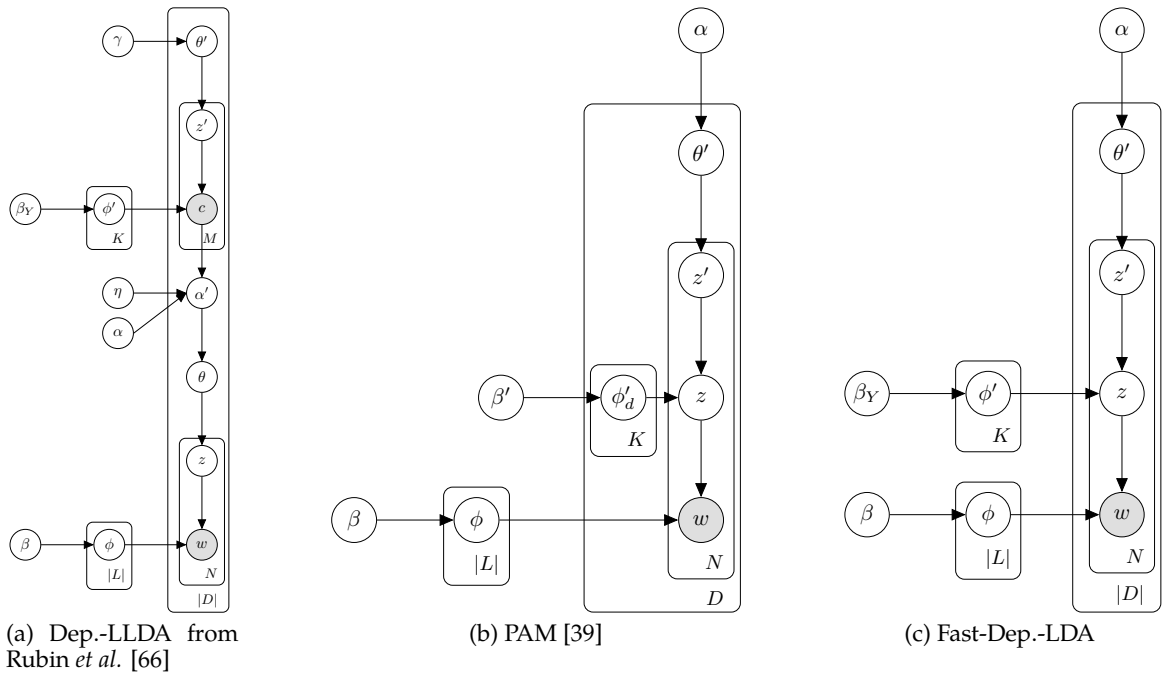 γ
θ′
z′
β_Y
ϕ′
c
K
M
η
α′
α
θ
z
β
ϕ
w
|L|
N
|D|
(a) Dep.-LLDA from
Rubin et al. [66]
α
θ′
z′
β′
ϕ′_d
z
K
β
ϕ
w
|L|
N
D
(b) PAM [39]
α
θ′
z′
β_Y
ϕ′
z
K
β
ϕ
w
|L|
N
|D|
(c) Fast-Dep.-LDA